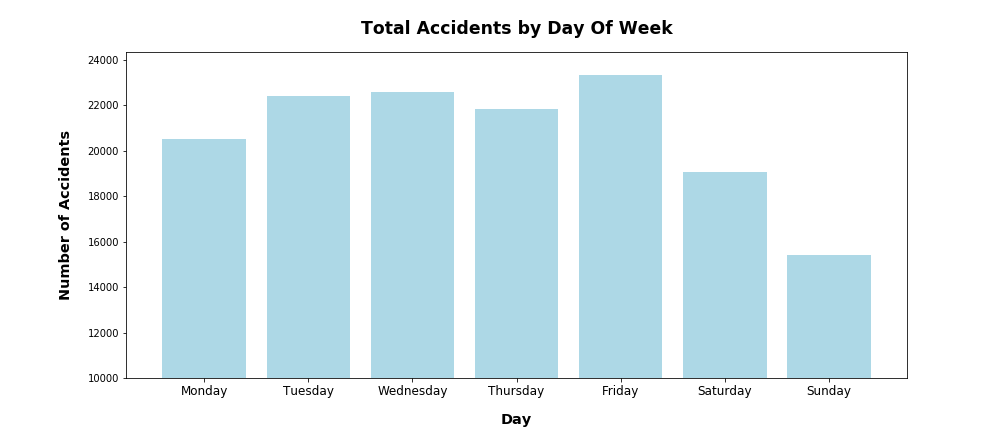 Total Accidents by Day Of Week
Number of Accidents
24000
22000
20000
18000
16000
14000
12000
10000
Monday Tuesday Wednesday Thursday Friday Saturday Sunday
Day